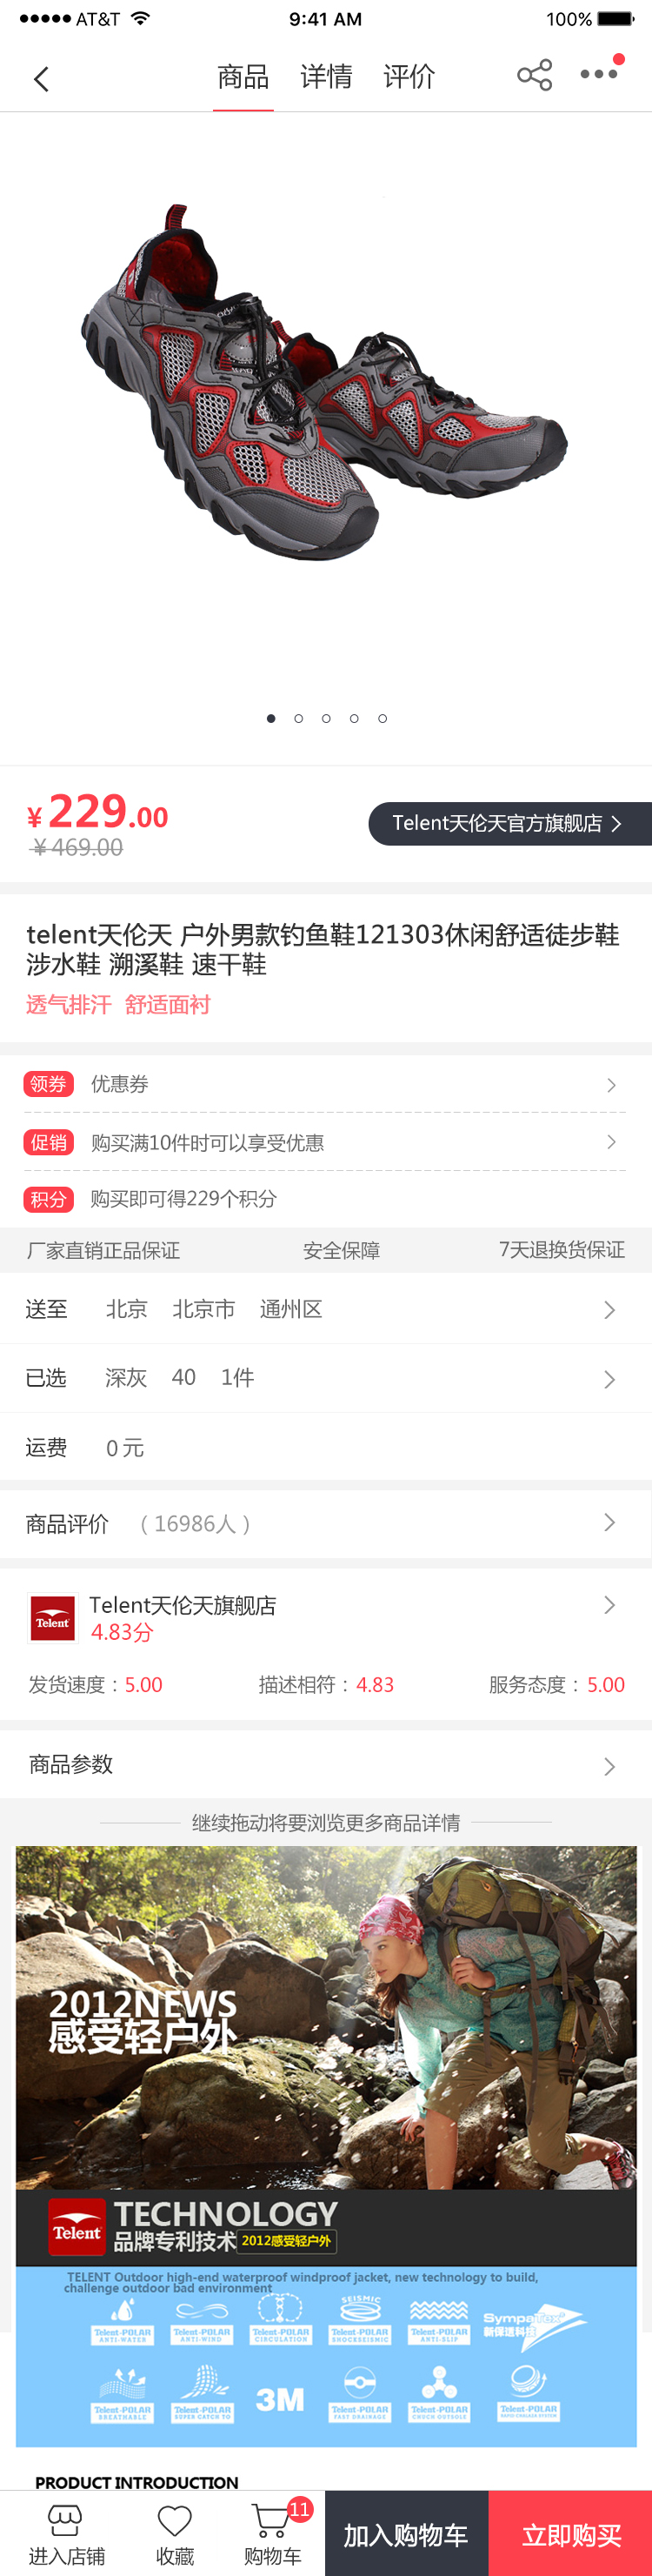 AT&T 9:41 AM 100%
商品 详情 评价
¥229.00
¥469.00
Telent天伦天官方旗舰店
telent天伦天 户外男款钓鱼鞋121303休闲舒适徒步鞋
涉水鞋 溯溪鞋 速干鞋
透气排汗 舒适面衬
领券 优惠券
促销 购买满10件时可以享受优惠
积分 购买即可得229个积分
厂家直销正品保证 安全保障 7天退换货保证
送至 北京 北京市 通州区
已选 深灰 40 1件
运费 0元
商品评价 (16986人)
Telent
Telent天伦天旗舰店
4.83分
发货速度:5.00 描述相符:4.83 服务态度:5.00
商品参数
继续拖动将要浏览更多商品详情
2012NEWS
感受轻户外
Telent
TECHNOLOGY
品牌专利技术 2012感受轻户外
TELENT Outdoor high-end waterproof windproof jacket, new technology to build,
challenge outdoor bad environment
SEISMIC
Telent-POLAR Telent-POLAR Telent-POLAR Telent-POLAR Telent-POLAR
ANTI-WATER ANTI-WIND CIRCULATION SHOCKSEISMIC ANTI-SLIP
SympaTex
3M
Telent-POLAR Telent-POLAR Telent-POLAR Telent-POLAR Telent-POLAR
BREATHABLE SUPER CATCH TO FAST DRAINAGE CHUCK OUTSOLE
PRODUCT INTRODUCTION
11
进入店铺 收藏 购物车 加入购物车 立即购买